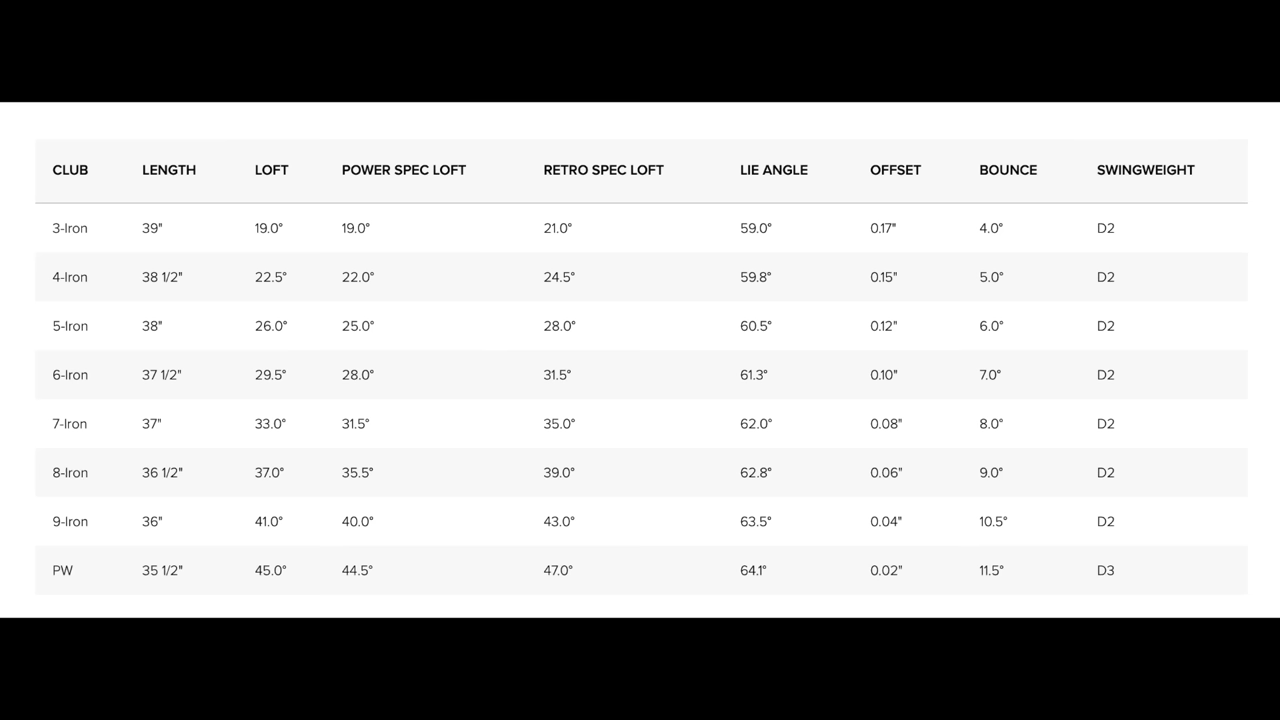 CLUB LENGTH LOFT POWER SPEC LOFT RETRO SPEC LOFT LIE ANGLE OFFSET BOUNCE SWINGWEIGHT
3-Iron 39" 19.0° 19.0° 21.0° 59.0° 0.17" 4.0° D2
4-Iron 38 1/2" 22.5° 22.0° 24.5° 59.8° 0.15" 5.0° D2
5-Iron 38" 26.0° 25.0° 28.0° 60.5° 0.12" 6.0° D2
6-Iron 37 1/2" 29.5° 28.0° 31.5° 61.3° 0.10" 7.0° D2
7-Iron 37" 33.0° 31.5° 35.0° 62.0° 0.08" 8.0° D2
8-Iron 36 1/2" 37.0° 35.5° 39.0° 62.8° 0.06" 9.0° D2
9-Iron 36" 41.0° 40.0° 43.0° 63.5° 0.04" 10.5° D2
PW 35 1/2" 45.0° 44.5° 47.0° 64.1° 0.02" 11.5° D3